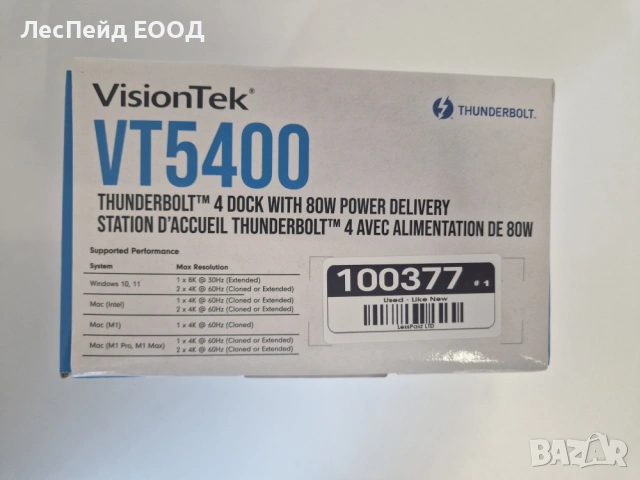 ЛесПейд ЕООД
VisionTek®
THUNDERBOLT™
VT5400
THUNDERBOLT™ 4 DOCK WITH 80W POWER DELIVERY
STATION D'ACCUEIL THUNDERBOLT™ 4 AVEC ALIMENTATION DE 80W
Supported Performance
System Max Resolution
Windows 10, 11 1 x 8K @ 30Hz (Extended)
2 x 4K @ 60Hz (Cloned or Extended)
Mac (Intel) 1 x 4K @ 60Hz (Cloned or Extended)
2 x 4K @ 60Hz (Cloned or Extended)
Mac (M1) 1 x 4K @ 60Hz (Cloned)
Mac (M1 Pro, M1 Max) 1 x 4K @ 60Hz (Cloned or Extended)
2 x 4K @ 60Hz (Cloned or Extended)
100377 #1
Used - Like New
LessPaid LTD
BAZAR